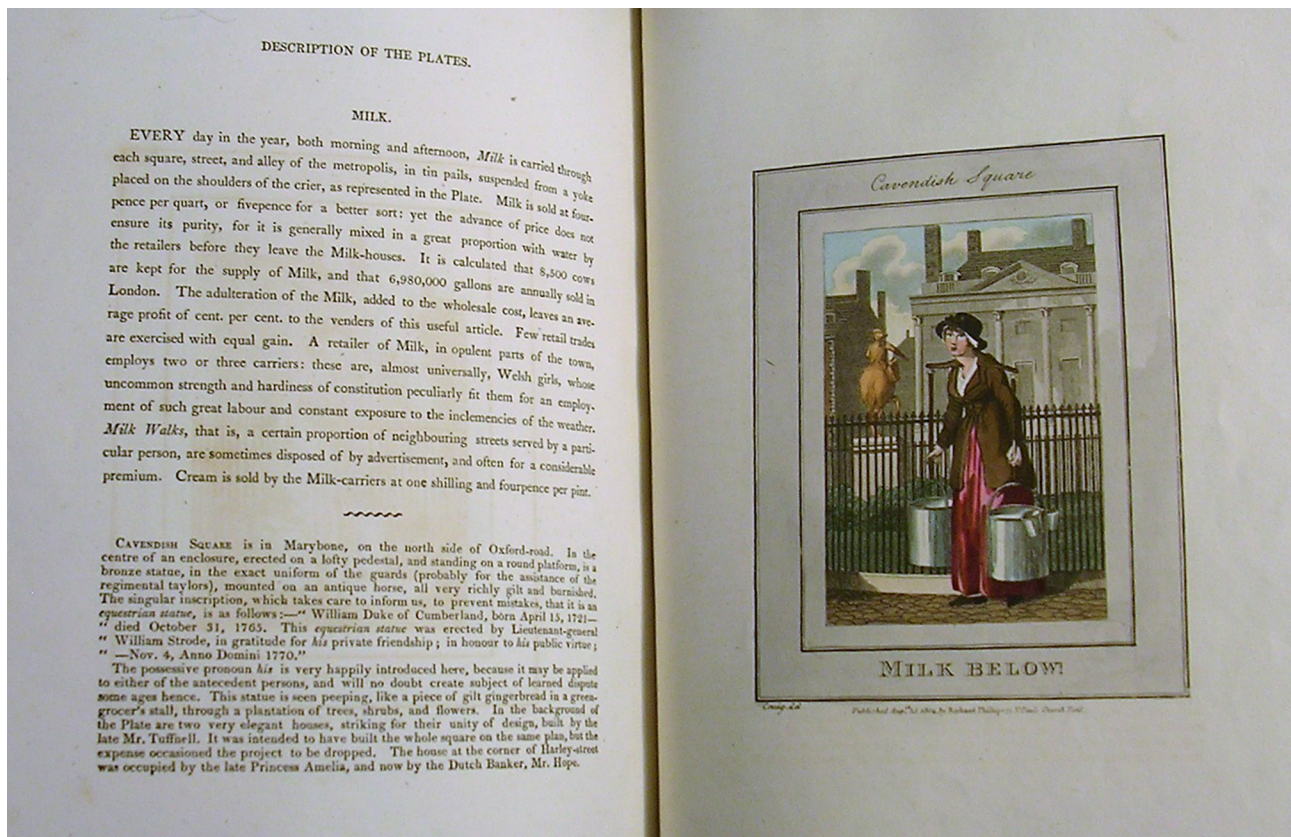 DESCRIPTION OF THE PLATES.
MILK.
EVERY day in the year, both morning and afternoon, Milk is carried through
each square, street, and alley of the metropolis, in tin pails, suspended from a yoke
placed on the shoulders of the crier, as represented in the Plate. Milk is sold at four-
pence per quart, or fivepence for a better sort: yet the advance of price does not
ensure its purity, for it is generally mixed in a great proportion with water by
the retailers before they leave the Milk-houses. It is calculated that 8,500 cows
are kept for the supply of Milk, and that 6,980,000 gallons are annually sold in
London. The adulteration of the Milk, added to the wholesale cost, leaves an ave-
rage profit of cent. per cent. to the venders of this useful article. Few retail trades
are exercised with equal gain. A retailer of Milk, in opulent parts of the town,
employs two or three carriers: these are, almost universally, Welsh girls, whose
uncommon strength and hardiness of constitution peculiarly fit them for an employ-
ment of such great labour and constant exposure to the inclemencies of the weather.
Milk Walks, that is, a certain proportion of neighbouring streets served by a parti-
cular person, are sometimes disposed of by advertisement, and often for a considerable
premium. Cream is sold by the Milk-carriers at one shilling and fourpence per pint.
CAVENDISH SQUARE is in Marybone, on the north side of Oxford-road. In the
centre of an enclosure, erected on a lofty pedestal, and standing on a round platform, is a
bronze statue, in the exact uniform of the guards (probably for the assistance of the
regimental taylors), mounted on an antique horse, all very richly gilt and burnished.
The singular inscription, which takes care to inform us, to prevent mistakes, that it is an
equestrian statue, is as follows:—" William Duke of Cumberland, born April 15, 1721—
" died October 31, 1765. This equestrian statue was erected by Lieutenant-general
" William Strode, in gratitude for his private friendship; in honour to his public virtue;
" —Nov. 4, Anno Domini 1770."
The possessive pronoun his is very happily introduced here, because it may be applied
to either of the antecedent persons, and will no doubt create subject of learned dispute
some ages hence. This statue is seen peeping, like a piece of gilt gingerbread in a green-
grocer's stall, through a plantation of trees, shrubs, and flowers. In the background of
the Plate are two very elegant houses, striking for their unity of design, built by the
late Mr. Tuffnell. It was intended to have built the whole square on the same plan, but the
expense occasioned the project to be dropped. The house at the corner of Harley-street
was occupied by the late Princess Amelia, and now by the Dutch Banker, Mr. Hope.
Cavendish Square
MILK BELOW!
Craig del
Published by Richard Phillips